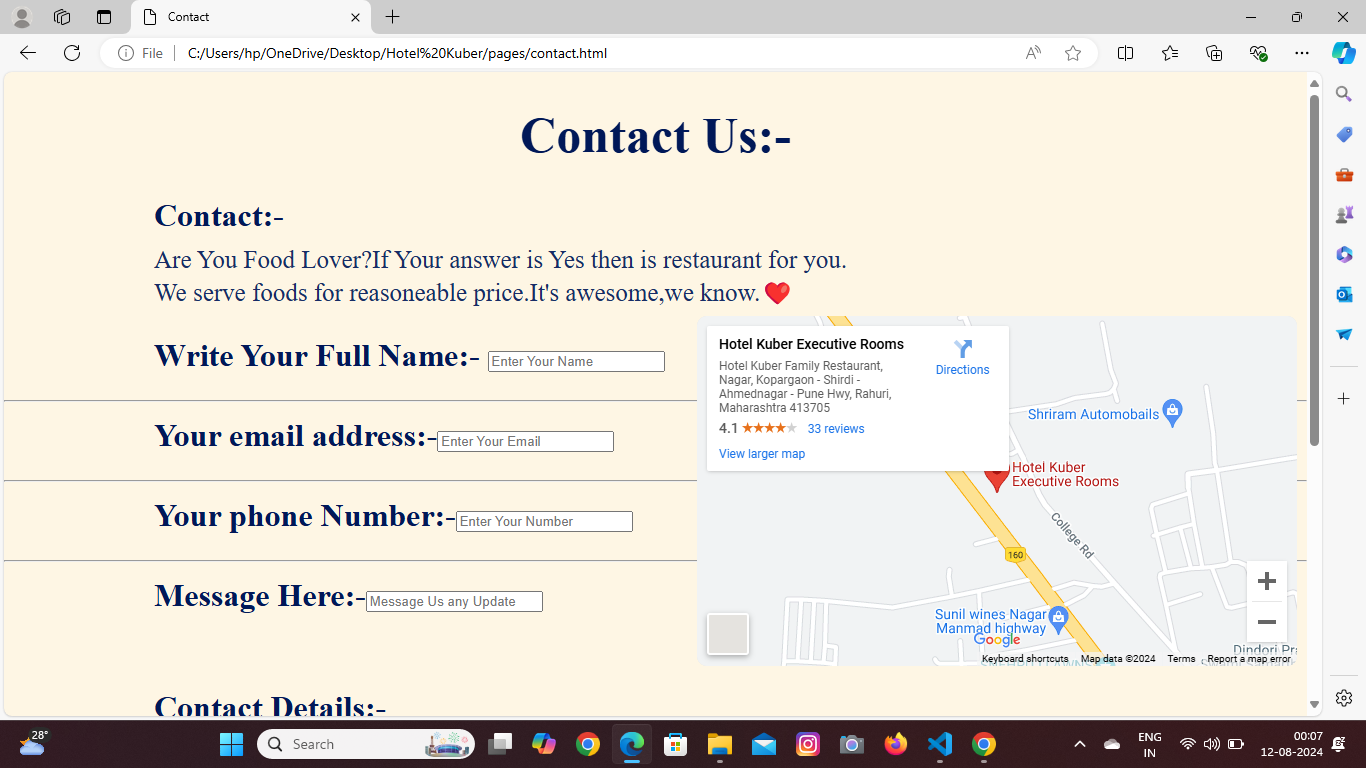 Contact
File
C:/Users/hp/OneDrive/Desktop/Hotel%20Kuber/pages/contact.html
Contact Us:-
Contact:-
Are You Food Lover?If Your answer is Yes then is restaurant for you.
We serve foods for reasoneable price.It's awesome,we know. ❤️
Write Your Full Name:- Enter Your Name
Your email address:-Enter Your Email
Your phone Number:-Enter Your Number
Message Here:-Message Us any Update
Contact Details:-
Hotel Kuber Executive Rooms
Hotel Kuber Family Restaurant,
Nagar, Kopargaon - Shirdi -
Ahmednagar - Pune Hwy, Rahuri,
Maharashtra 413705
4.1 ★★★★★ 33 reviews
View larger map
Directions
Shriram Automobails
Hotel Kuber
Executive Rooms
College Rd
160
Sunil wines Nagar
Manmad highway
Google
Dindori Pr
Keyboard shortcuts
Map data ©2024
Terms
Report a map error
28°
Search
ENG
IN
00:07
12-08-2024